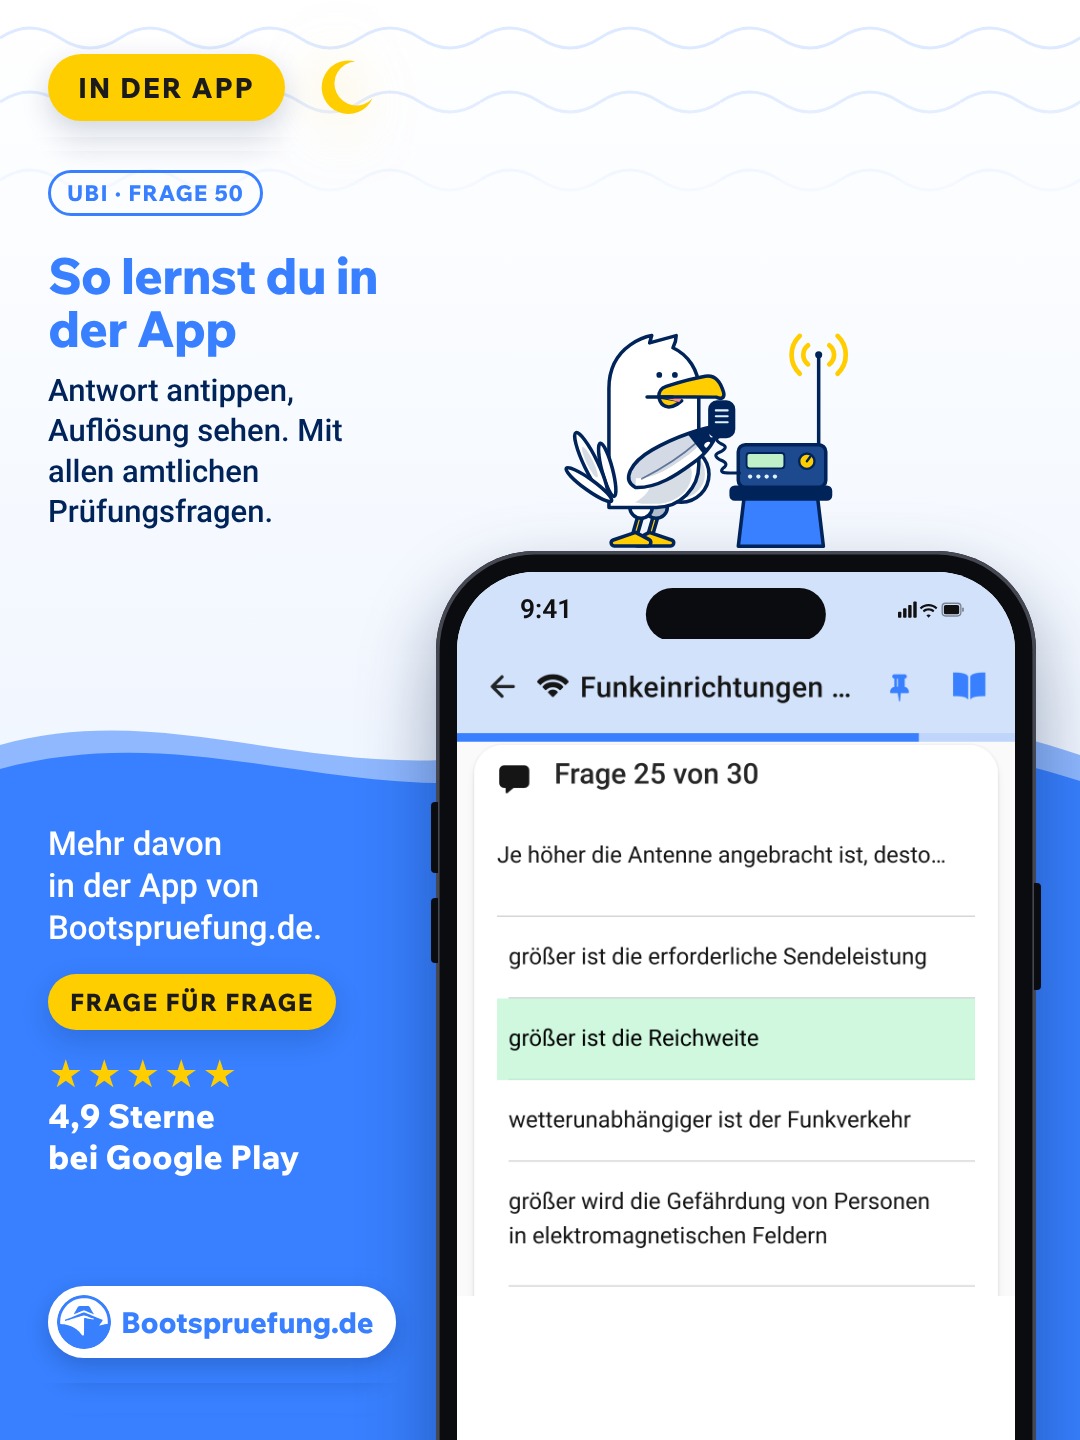 IN DER APP
UBI · FRAGE 50
So lernst du in
der App
Antwort antippen,
Auflösung sehen. Mit
allen amtlichen
Prüfungsfragen.
9:41
Funkeinrichtungen ...
Frage 25 von 30
Je höher die Antenne angebracht ist, desto...
größer ist die erforderliche Sendeleistung
größer ist die Reichweite
wetterunabhängiger ist der Funkverkehr
größer wird die Gefährdung von Personen
in elektromagnetischen Feldern
Mehr davon
in der App von
Bootspruefung.de.
FRAGE FÜR FRAGE
★★★★★
4,9 Sterne
bei Google Play
Bootspruefung.de